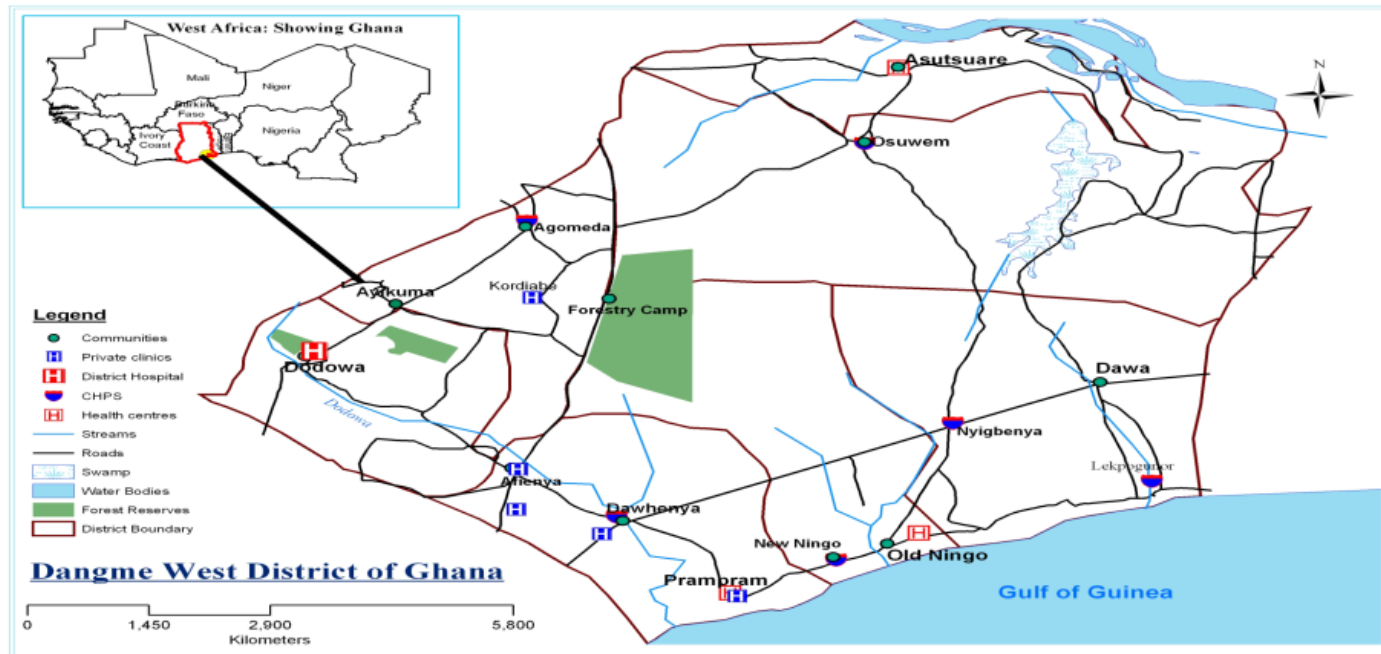 West Africa: Showing Ghana
Mali
Niger
Burkina
Faso
Ivory
Coast
Nigeria
N
Asutsuare
Osuwem
Agomeda
Kordiabe
Ayikuma
Forestry Camp
Dodowa
Dodowa
Dawa
Nyigbenya
Lekpogunor
Afienya
Dawhenya
New Ningo
Old Ningo
Prampram
Gulf of Guinea
Legend
Communities
Private clinics
District Hospital
CHPS
Health centres
Streams
Roads
Swamp
Water Bodies
Forest Reserves
District Boundary
Dangme West District of Ghana
0 1,450 2,900 5,800
Kilometers